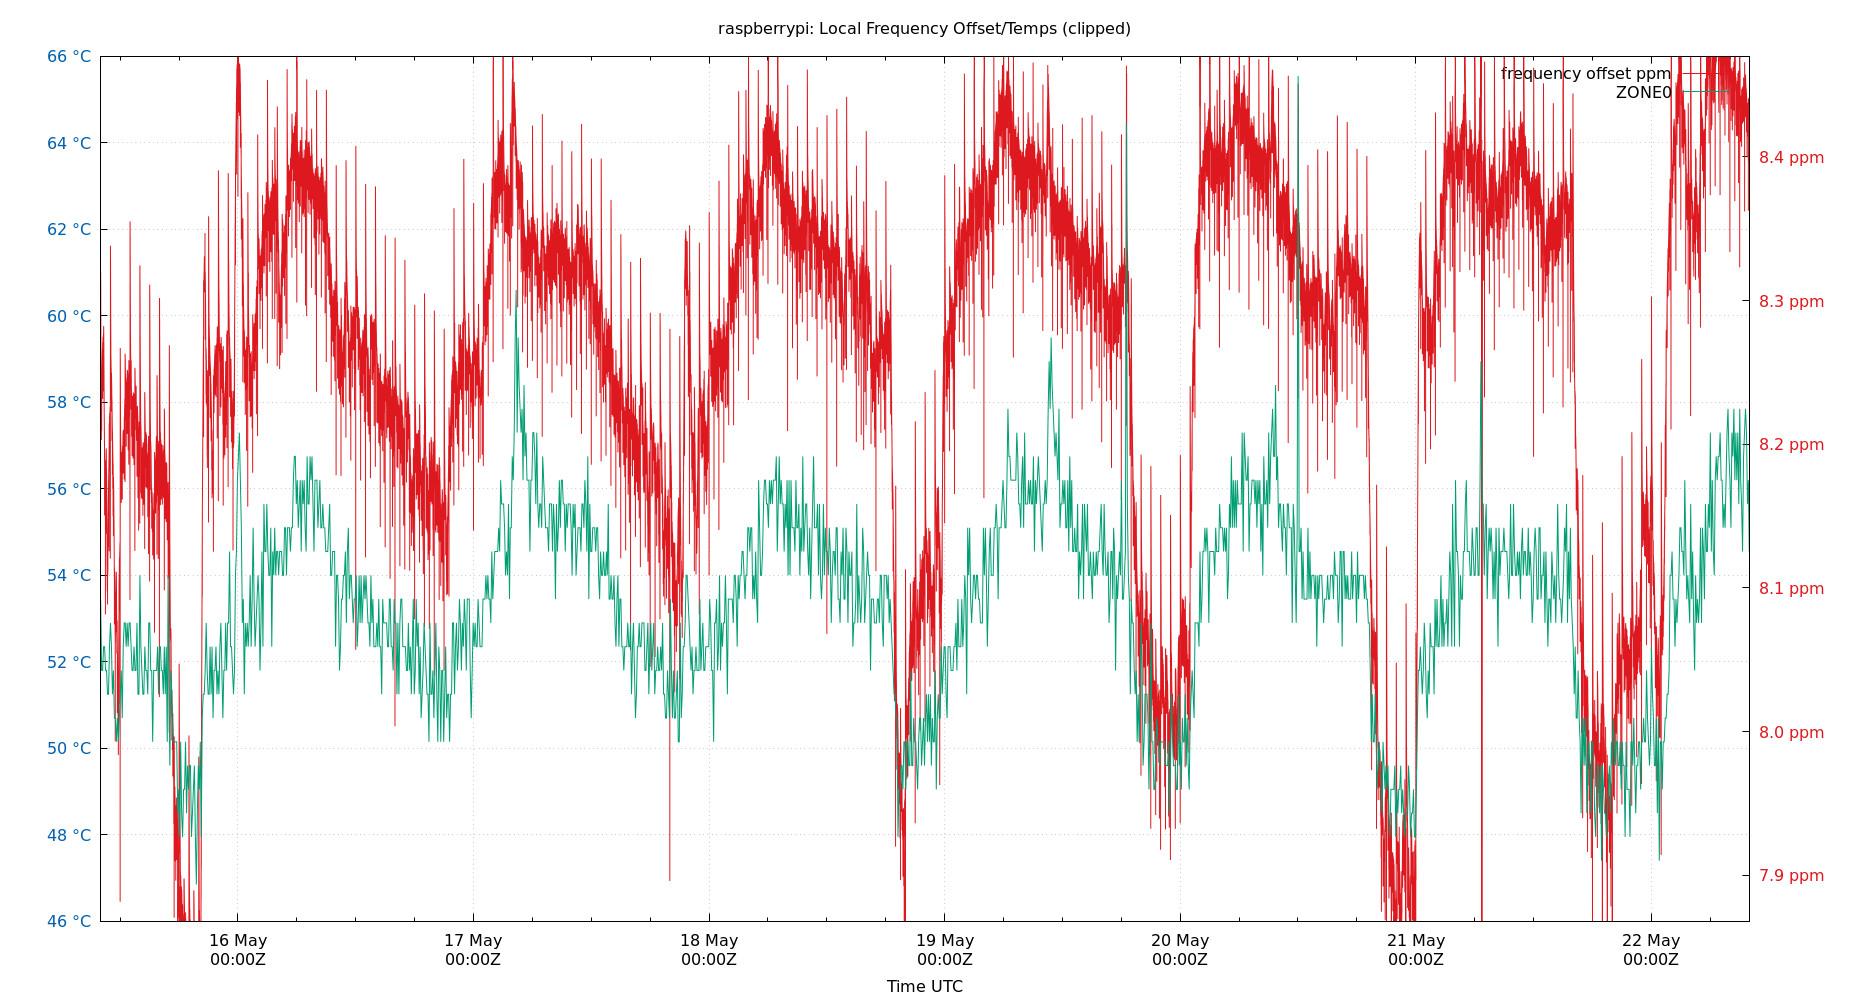 raspberrypi: Local Frequency Offset/Temps (clipped)
66 °C
64 °C
62 °C
60 °C
58 °C
56 °C
54 °C
52 °C
50 °C
48 °C
46 °C
frequency offset ppm
ZONE0
8.4 ppm
8.3 ppm
8.2 ppm
8.1 ppm
8.0 ppm
7.9 ppm
16 May
00:00Z
17 May
00:00Z
18 May
00:00Z
19 May
00:00Z
20 May
00:00Z
21 May
00:00Z
22 May
00:00Z
Time UTC